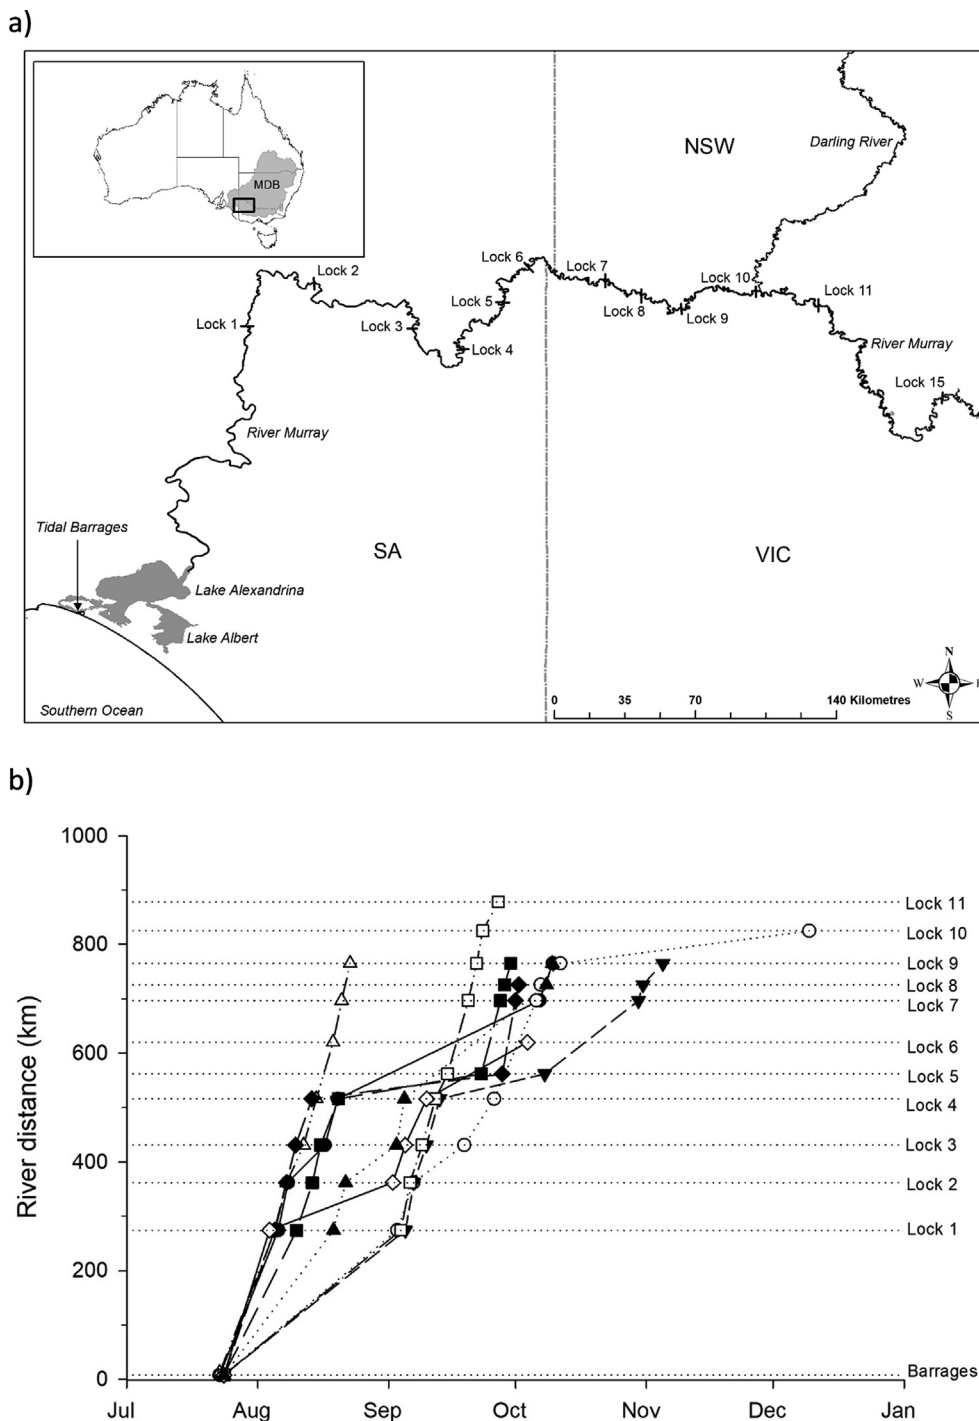 a)
MDB
NSW
Darling River
Lock 6
Lock 7
Lock 2
Lock 10
Lock 11
Lock 5
Lock 8
Lock 9
Lock 1
Lock 3
Lock 4
River Murray
Lock 15
River Murray
Tidal Barrages
SA
VIC
Lake Alexandrina
Lake Albert
N
W
S
0 35 70 140 Kilometres
Southern Ocean
b)
1000
Lock 11
Lock 10
800
Lock 9
Lock 8
Lock 7
Lock 6
600
Lock 5
Lock 4
River distance (km)
Lock 3
400
Lock 2
Lock 1
200
0
Barrages
Jul Aug Sep Oct Nov Dec Jan